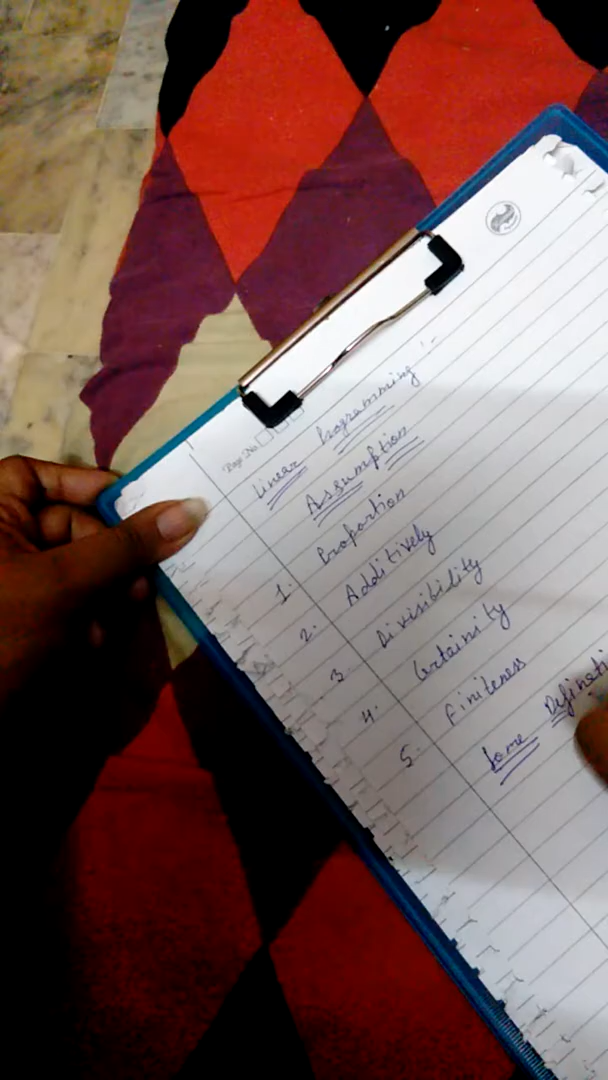 Page No.
Linear Programming :-
Assumption
1. Proportion
2. Additively
3. Divisibility
4. Certainity
5. Finiteness
Some Definati